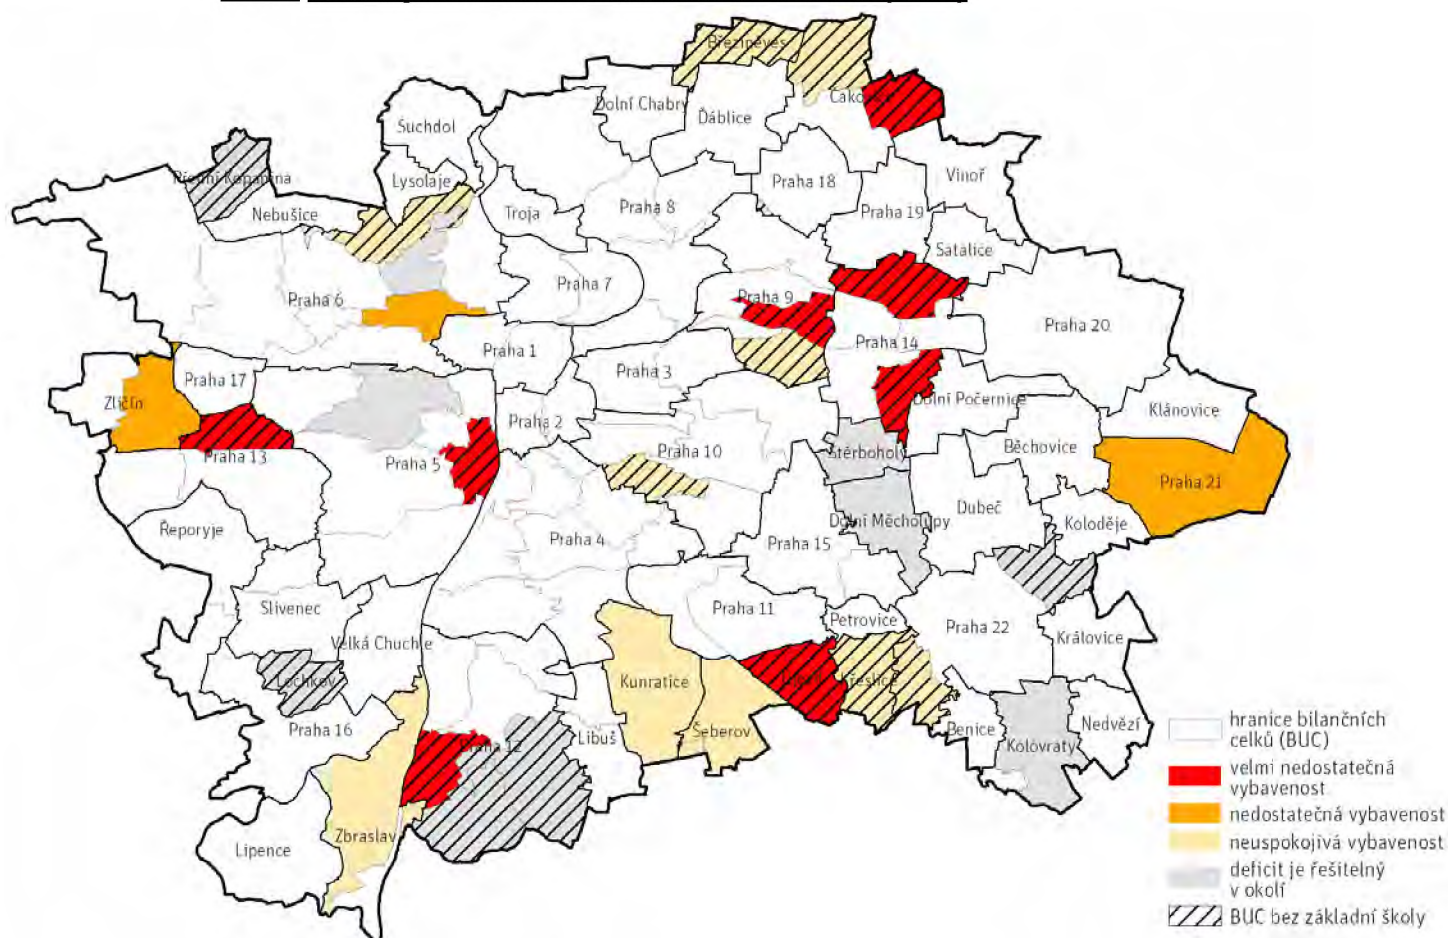 Březiněves
Čakovice
Dolní Chabry
Ďáblice
Suchdol
Přední Kopanina
Lysolaje
Nebušice
Vinoř
Praha 18
Praha 8
Praha 19
Troja
Satalice
Praha 7
Praha 6
Praha 9
Praha 20
Praha 14
Praha 1
Praha 3
Praha 17
Zličín
Dolní Počernice
Klánovice
Praha 2
Praha 10
Štěrboholy
Běchovice
Praha 13
Praha 5
Praha 21
Řeporyje
Dolní Měcholupy
Dubeč
Koloděje
Praha 4
Praha 15
Slivenec
Praha 11
Petrovice
Praha 22
Královice
Velká Chuchle
Lochkov
Kunratice
Křeslice
Praha 16
Praha 12
Libuš
Šeberov
Benice
Kolovraty
Nedvězí
Zbraslav
Lipence
hranice bilančních
celků (BUC)
velmi nedostatečná
vybavenost
nedostatečná vybavenost
neuspokojivá vybavenost
deficit je řešitelný
v okolí
BUC bez základní školy